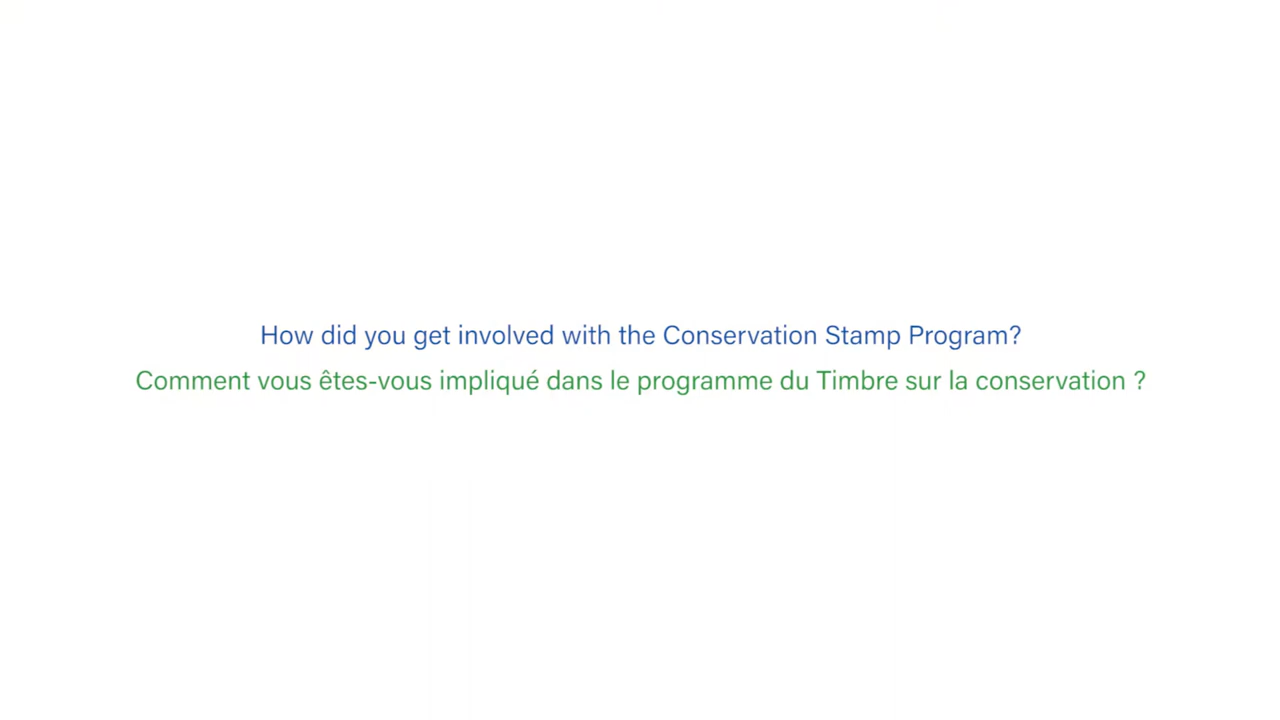 How did you get involved with the Conservation Stamp Program?
Comment vous êtes-vous impliqué dans le programme du Timbre sur la conservation ?